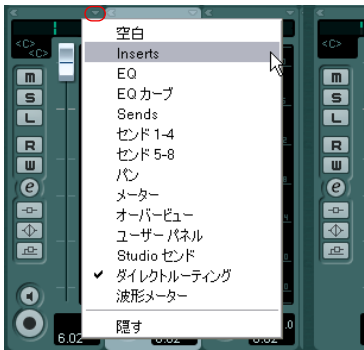 空白
Inserts
EQ
EQ カーブ
Sends
センド 1-4
センド 5-8
パン
メーター
オーバービュー
ユーザー パネル
Studio センド
✔ ダイレクトルーティング
波形メーター
隠す
<C>
<C>
m
S
L
R
W
e
6.02
6.02
.0
<C>
m
S
L
R
W
e